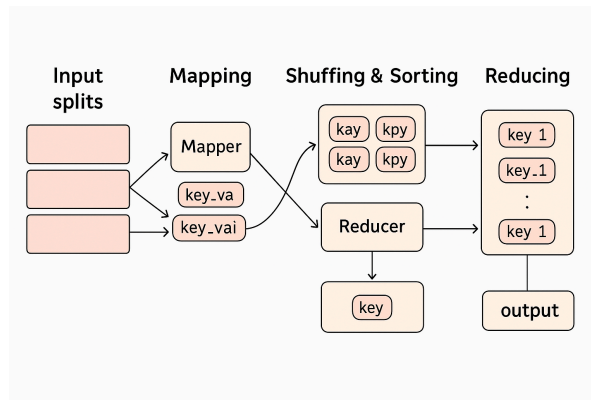 Input
splits
Mapping
Shuffing & Sorting
Reducing
Mapper
key_va
key_vai
kay kpy
kay kpy
Reducer
key
key 1
key_1
:
key 1
output